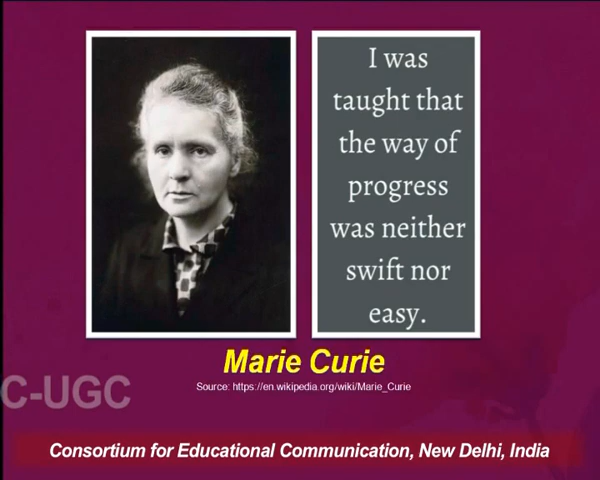 I was
taught that
the way of
progress
was neither
swift nor
easy.
Marie Curie
Source: https://en.wikipedia.org/wiki/Marie_Curie
C-UGC
Consortium for Educational Communication, New Delhi, India